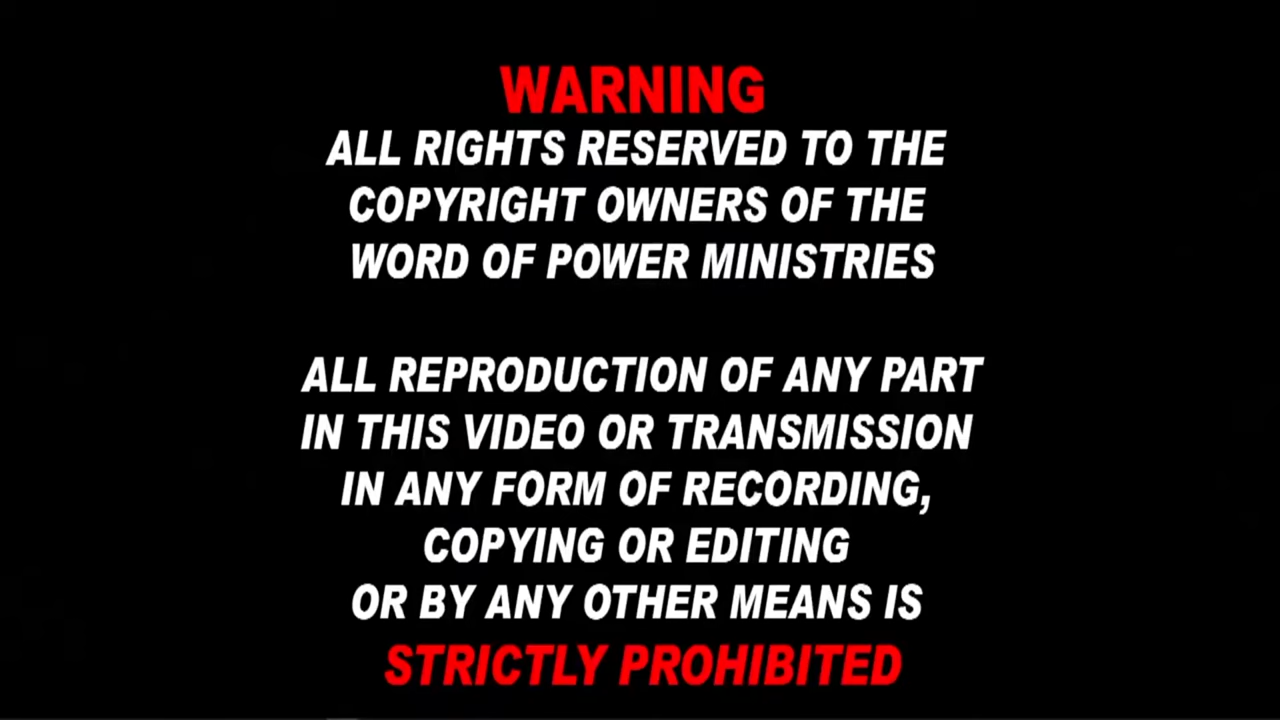 WARNING
ALL RIGHTS RESERVED TO THE
COPYRIGHT OWNERS OF THE
WORD OF POWER MINISTRIES
ALL REPRODUCTION OF ANY PART
IN THIS VIDEO OR TRANSMISSION
IN ANY FORM OF RECORDING,
COPYING OR EDITING
OR BY ANY OTHER MEANS IS
STRICTLY PROHIBITED